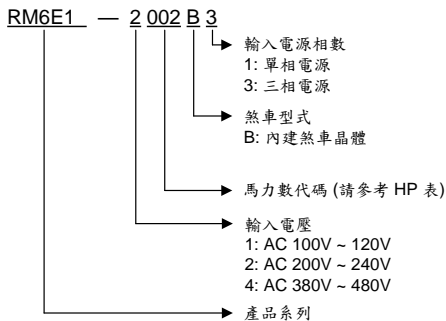 RM6E1 — 2 002 B 3
輸入電源相數
1: 單相電源
3: 三相電源
煞車型式
B: 內建煞車晶體
馬力數代碼 (請參考 HP 表)
輸入電壓
1: AC 100V ~ 120V
2: AC 200V ~ 240V
4: AC 380V ~ 480V
產品系列